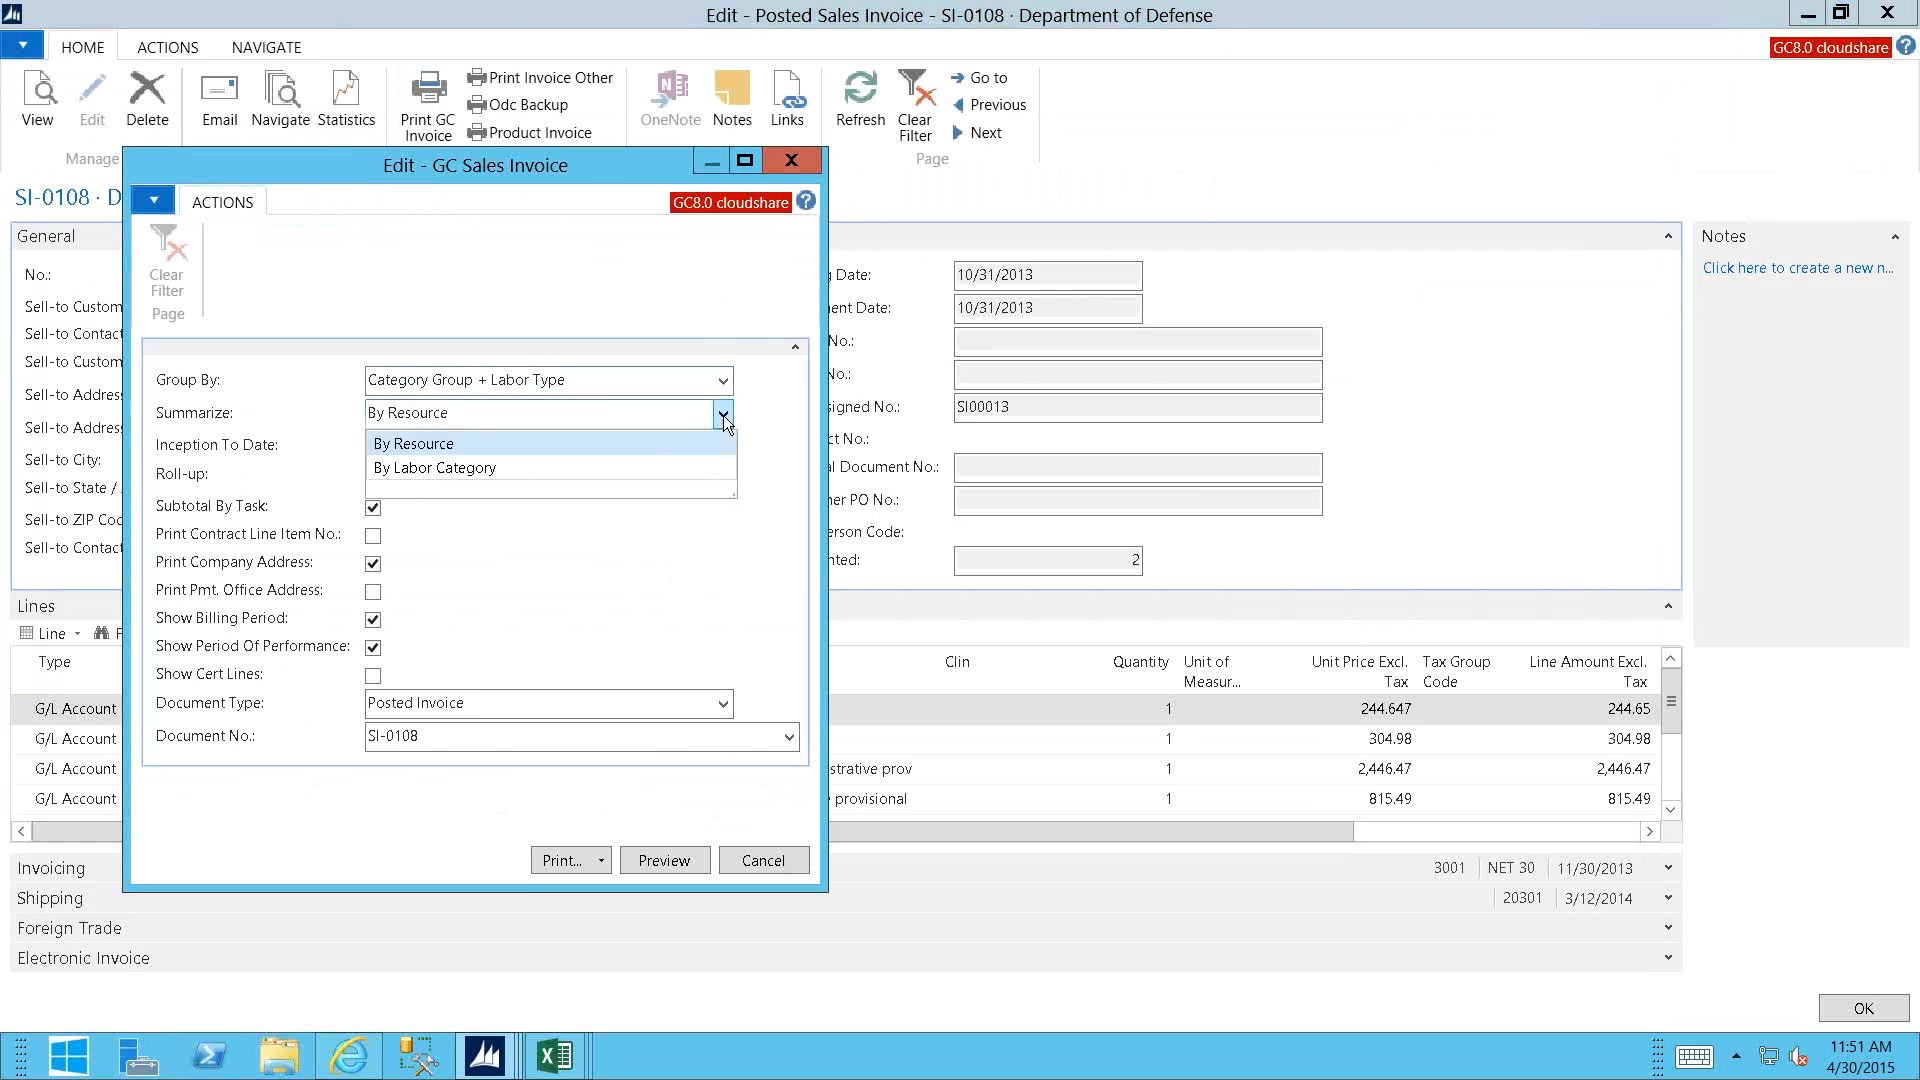 Edit - Posted Sales Invoice - SI-0108 · Department of Defense
HOME ACTIONS NAVIGATE
GC8.0 cloudshare
View Edit Delete
Manage
Email Navigate Statistics
Print GC Invoice
Print Invoice Other
Odc Backup
Product Invoice
OneNote Notes Links
Refresh Clear Filter
Go to
Previous
Next
Page
SI-0108 · D
General
No.:
Sell-to Custom
Sell-to Contact
Sell-to Custom
Sell-to Address
Sell-to Address
Sell-to City:
Sell-to State /
Sell-to ZIP Cod
Sell-to Contact
Edit - GC Sales Invoice
ACTIONS
GC8.0 cloudshare
Clear
Filter
Page
Group By: Category Group + Labor Type
Summarize: By Resource
By Resource
By Labor Category
Inception To Date:
Roll-up:
Subtotal By Task:
Print Contract Line Item No.:
Print Company Address:
Print Pmt. Office Address:
Show Billing Period:
Show Period Of Performance:
Show Cert Lines:
Document Type: Posted Invoice
Document No.: SI-0108
Print... Preview Cancel
g Date: 10/31/2013
ent Date: 10/31/2013
No.:
No.:
igned No.: SI00013
ct No.:
al Document No.:
er PO No.:
erson Code:
nted: 2
Notes
Click here to create a new n...
Lines
Line F
Type Clin Quantity Unit of Measur... Unit Price Excl. Tax Tax Group Code Line Amount Excl. Tax
G/L Account 1 244.647 244.65
G/L Account 1 304.98 304.98
G/L Account strative prov 1 2,446.47 2,446.47
G/L Account provisional 1 815.49 815.49
Invoicing 3001 NET 30 11/30/2013
Shipping 20301 3/12/2014
Foreign Trade
Electronic Invoice
OK
11:51 AM
4/30/2015